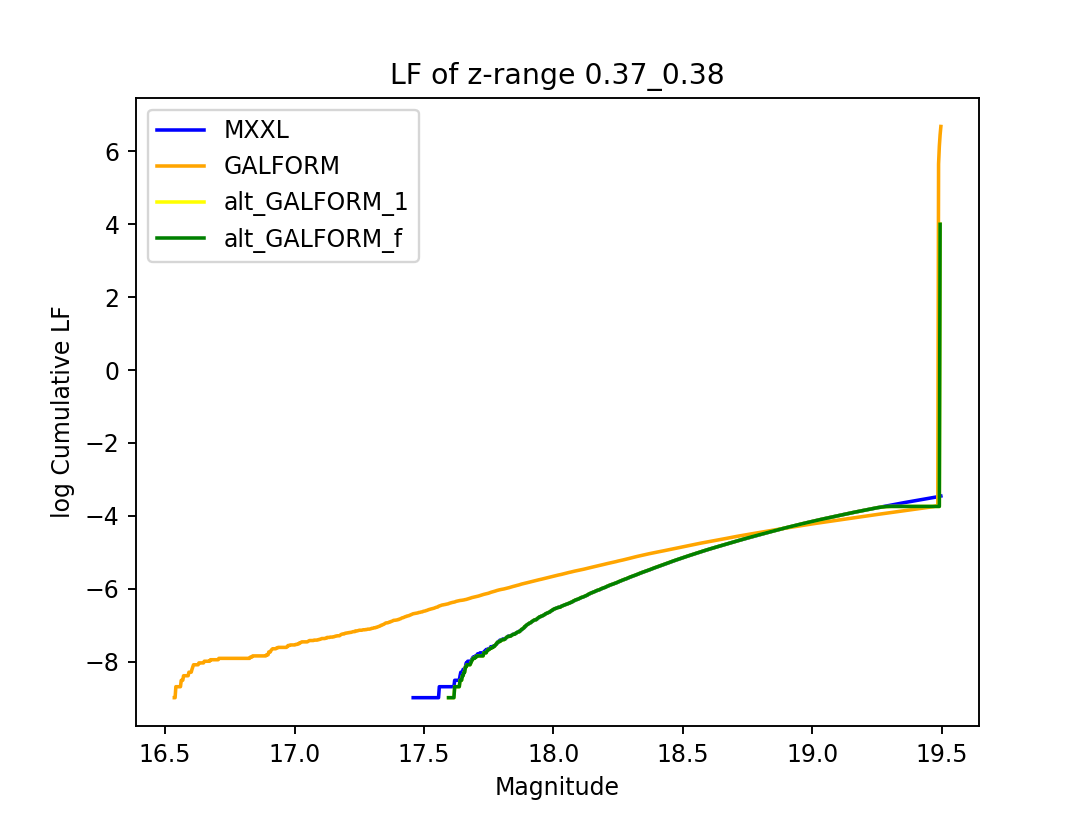 LF of z-range 0.37_0.38
MXXL
GALFORM
alt_GALFORM_1
alt_GALFORM_f
log Cumulative LF
6
4
2
0
−2
−4
−6
−8
16.5 17.0 17.5 18.0 18.5 19.0 19.5
Magnitude